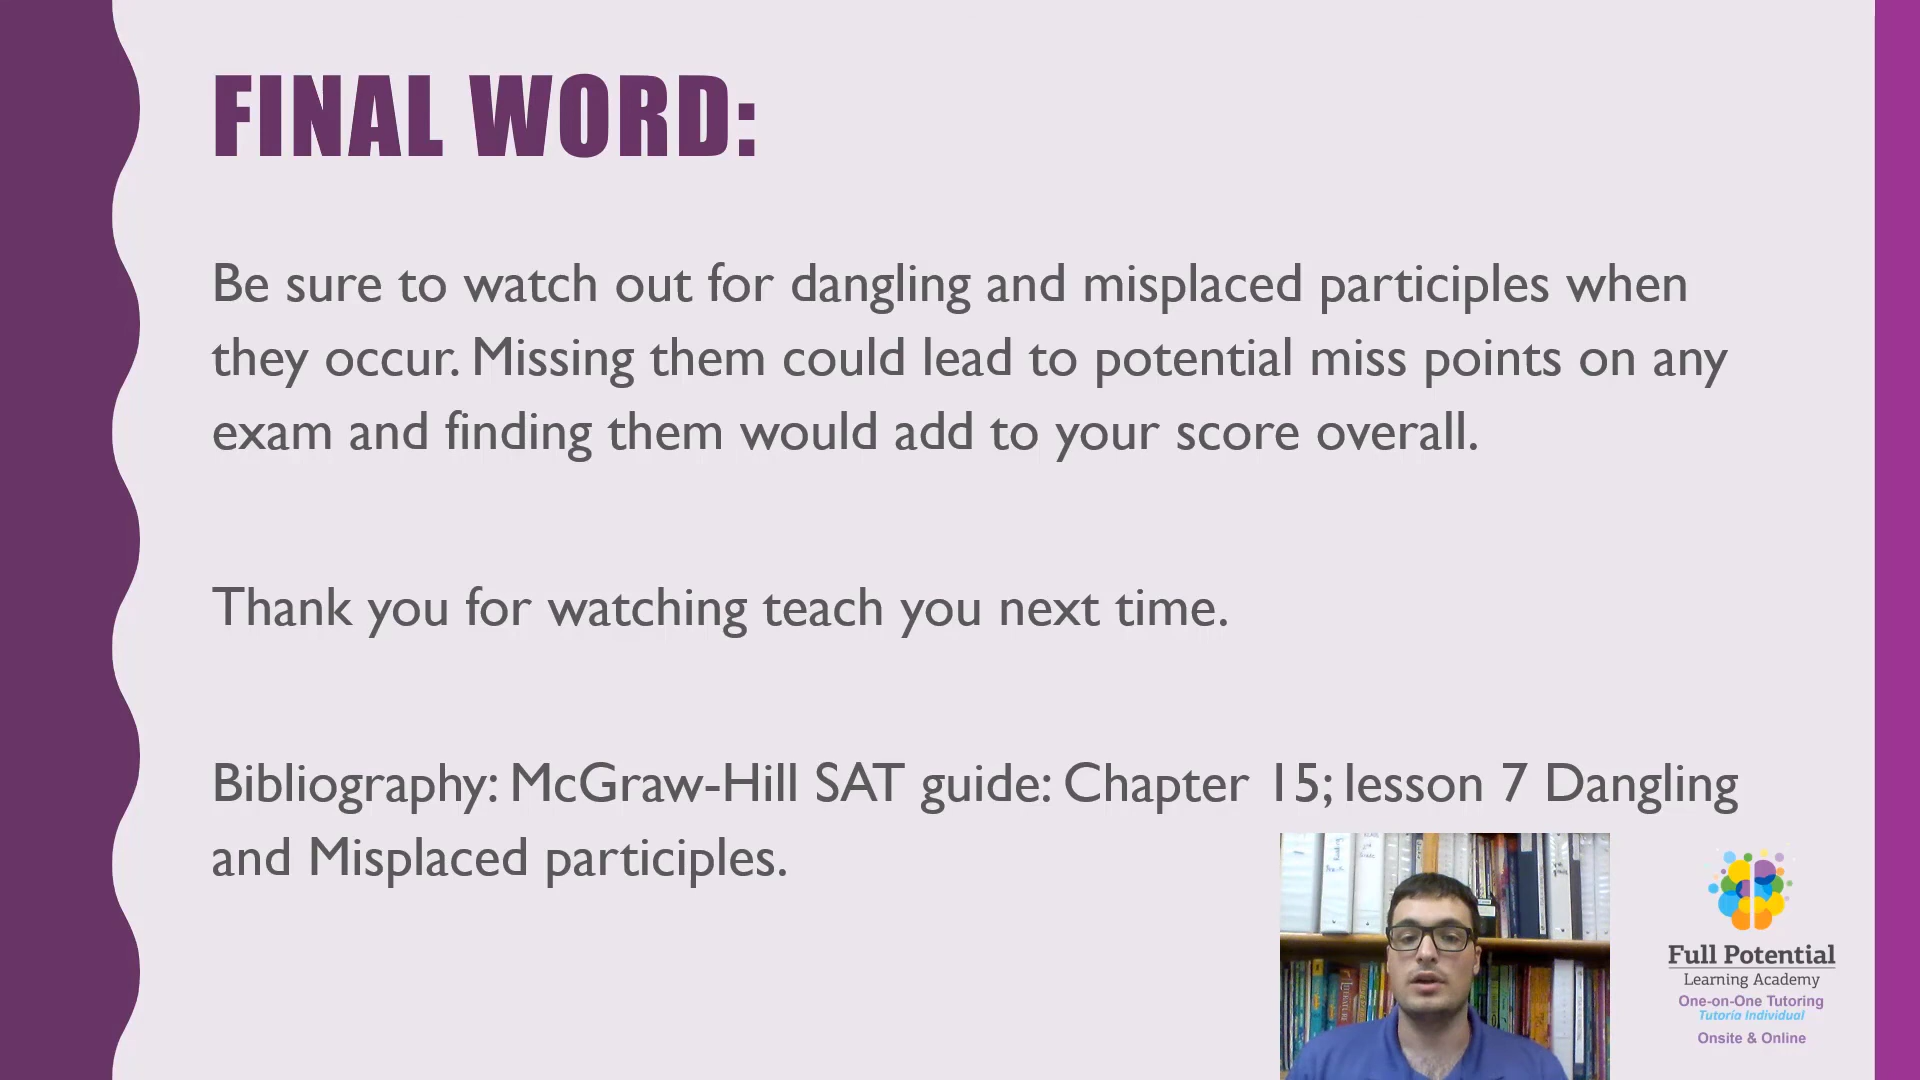 FINAL WORD:
Be sure to watch out for dangling and misplaced participles when
they occur. Missing them could lead to potential miss points on any
exam and finding them would add to your score overall.
Thank you for watching teach you next time.
Bibliography: McGraw-Hill SAT guide: Chapter 15; lesson 7 Dangling
and Misplaced participles.
Full Potential
Learning Academy
One-on-One Tutoring
Tutoría Individual
Onsite & Online